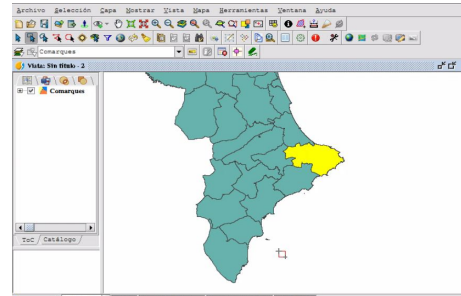 Archivo Selección Capa Mostrar Vista Mapa Herramientas Ventana Ayuda
Comarques
Vista: Sin título - 2
Comarques
ToC Catálogo